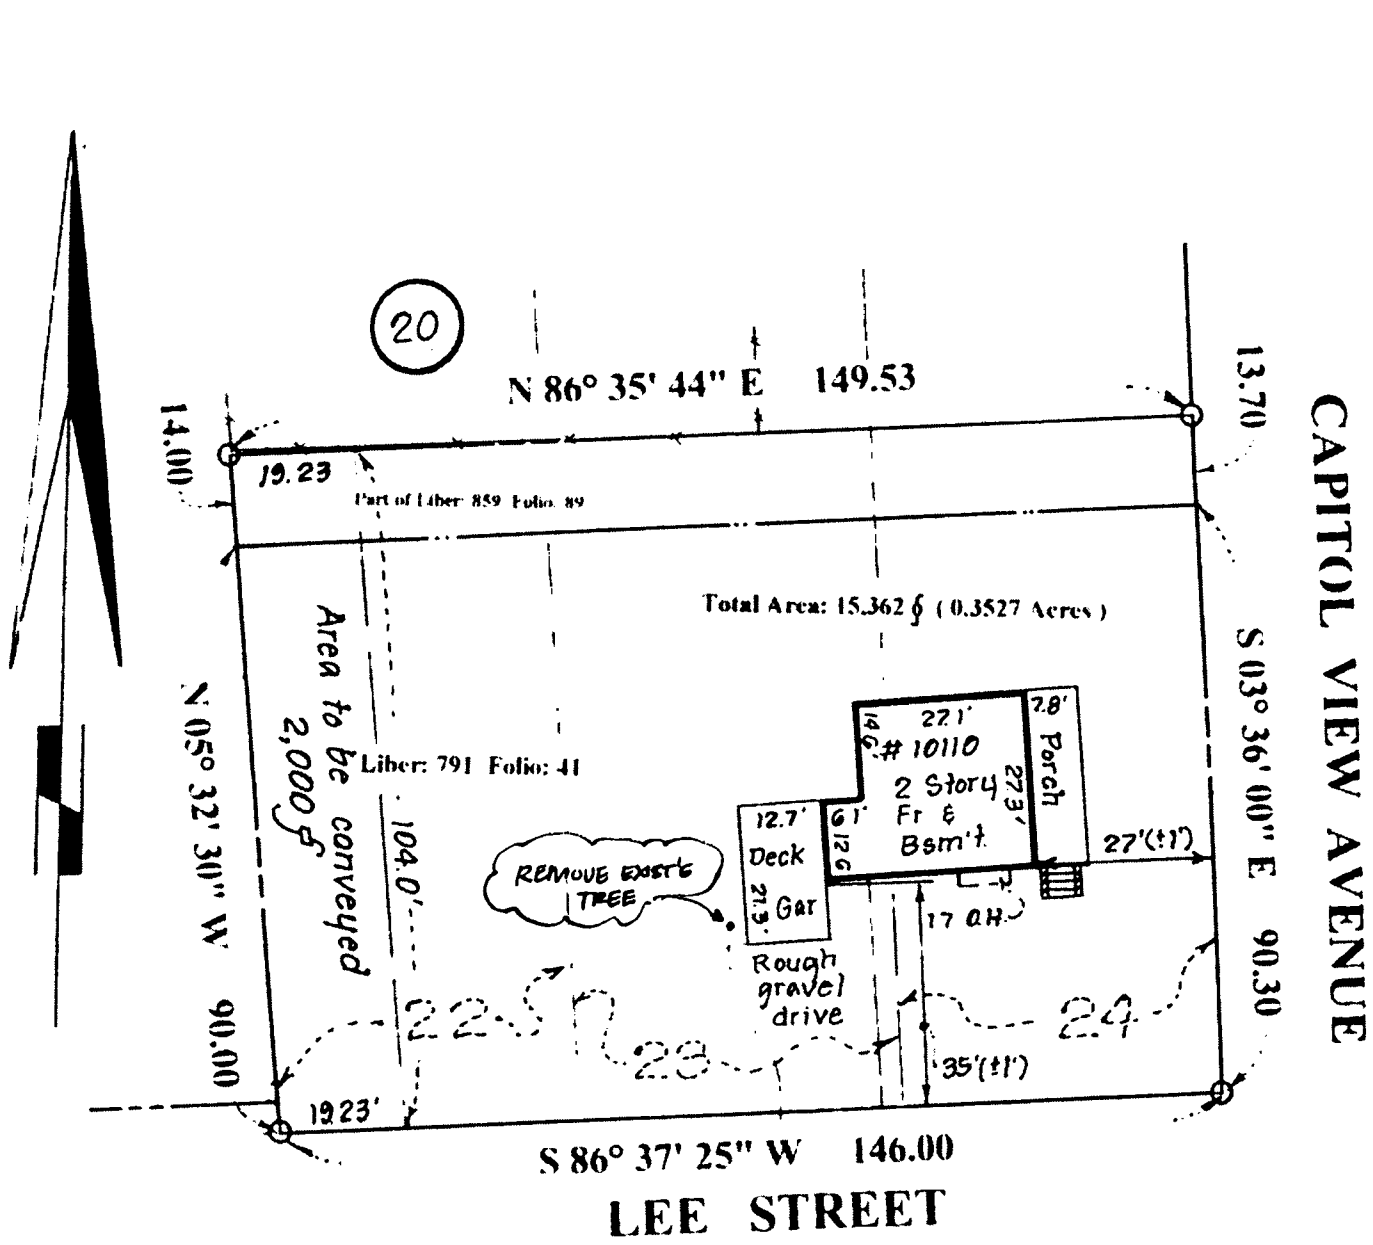 20
N 86° 35' 44" E 149.53
13.70
14.00
19.23
Part of Liber: 859 Folio: 89
CAPITOL VIEW AVENUE
Total Area: 15.362 ⌀ ( 0.3527 Acres )
S 03° 36' 00" E 90.30
N 05° 32' 30" W 90.00
Area to be conveyed
2,000 ⌀
104.0'
Liber: 791 Folio: 41
27.1'
7.8'
14.6
# 10110
2 Story
Fr &
Bsm't.
27.3'
Porch
6.1'
12.6
12.7'
Deck
27.3'
Gar
27'(±1')
REMOVE EXIST'G
TREE
17 O.H.
Rough
gravel
drive
22
23
24
35'(±1')
19.23'
S 86° 37' 25" W 146.00
LEE STREET